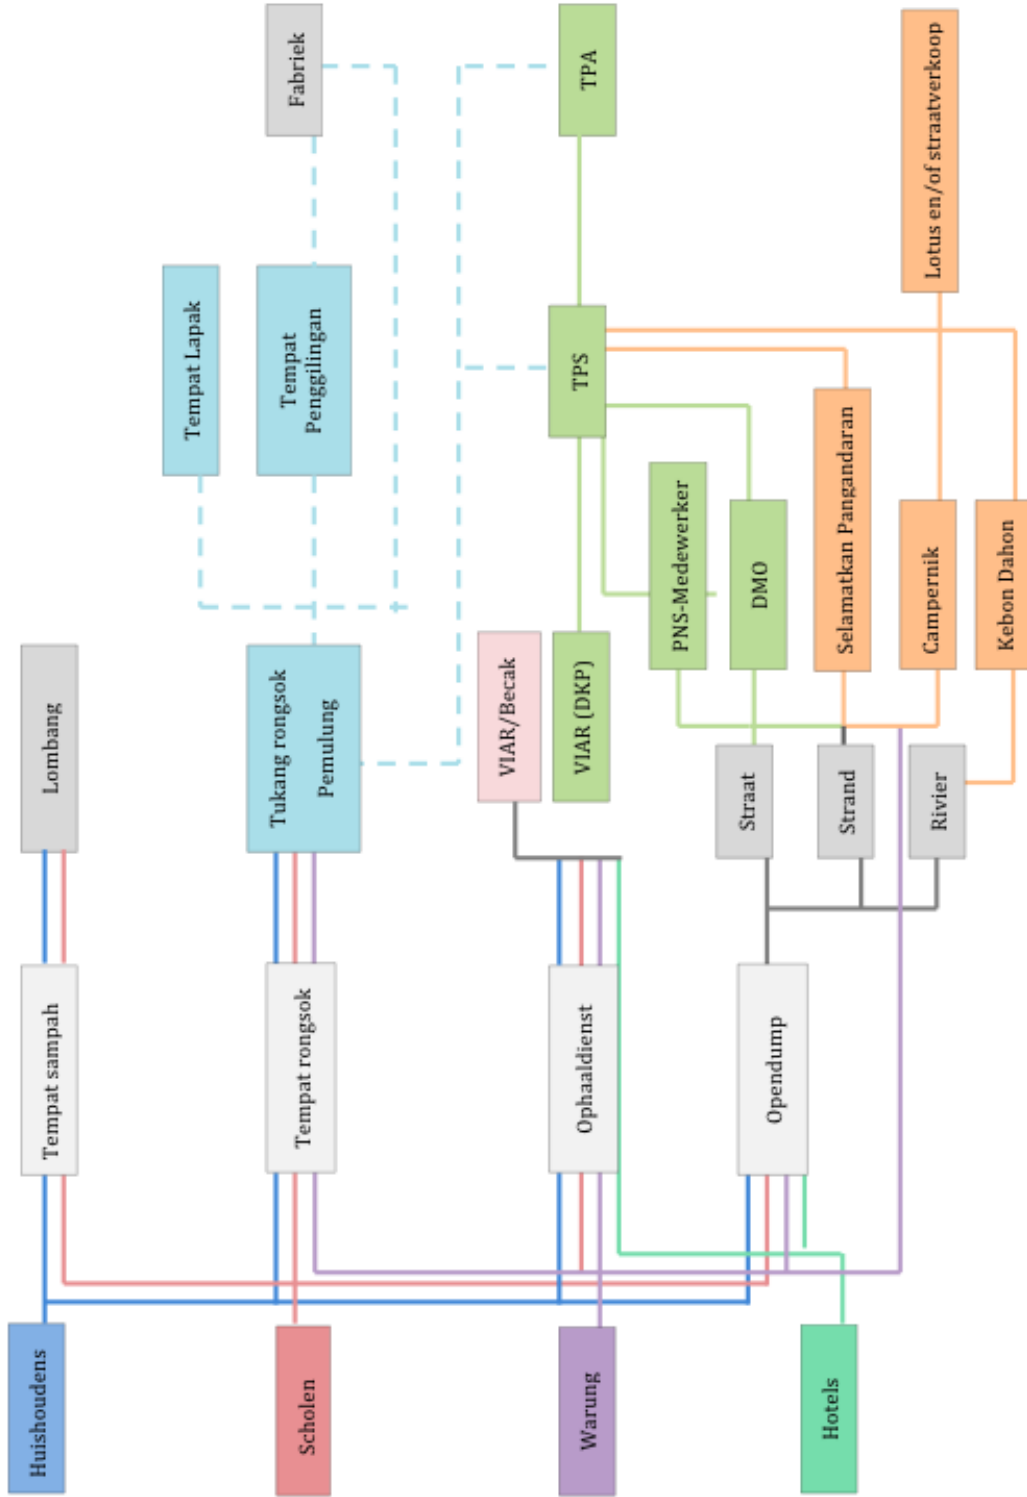 Huishoudens
Scholen
Warung
Hotels
Tempat sampah
Tempat rongsok
Ophaaldienst
Opendump
Lombang
Tukang rongsok
Pemulung
VIAR/Becak
VIAR (DKP)
Straat
Strand
Rivier
PNS-Medewerker
DMO
Selamatkan Pangandaran
Campernik
Kebon Dahon
Tempat Lapak
Tempat
Penggilingan
TPS
Fabriek
TPA
Lotus en/of straatverkoop